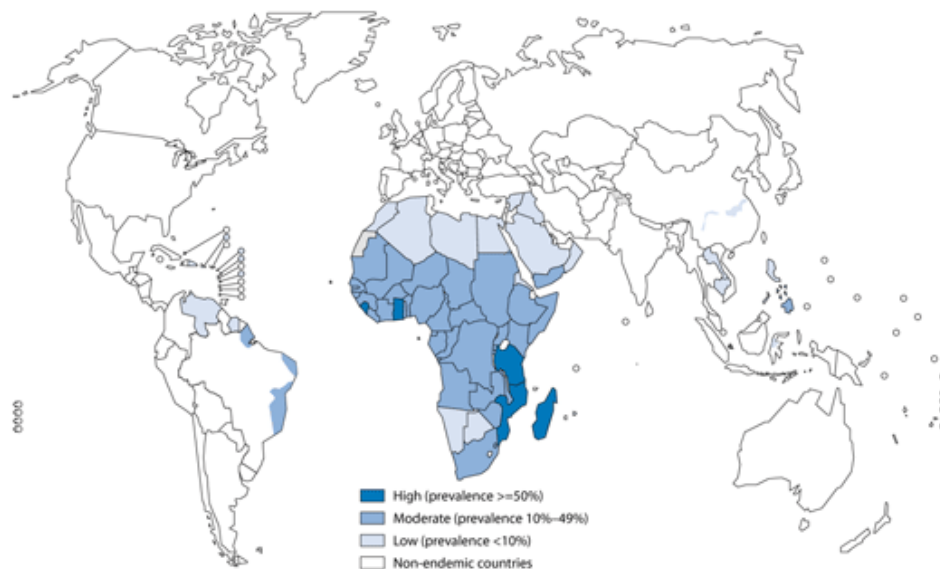 High (prevalence >=50%)
Moderate (prevalence 10%–49%)
Low (prevalence <10%)
Non-endemic countries